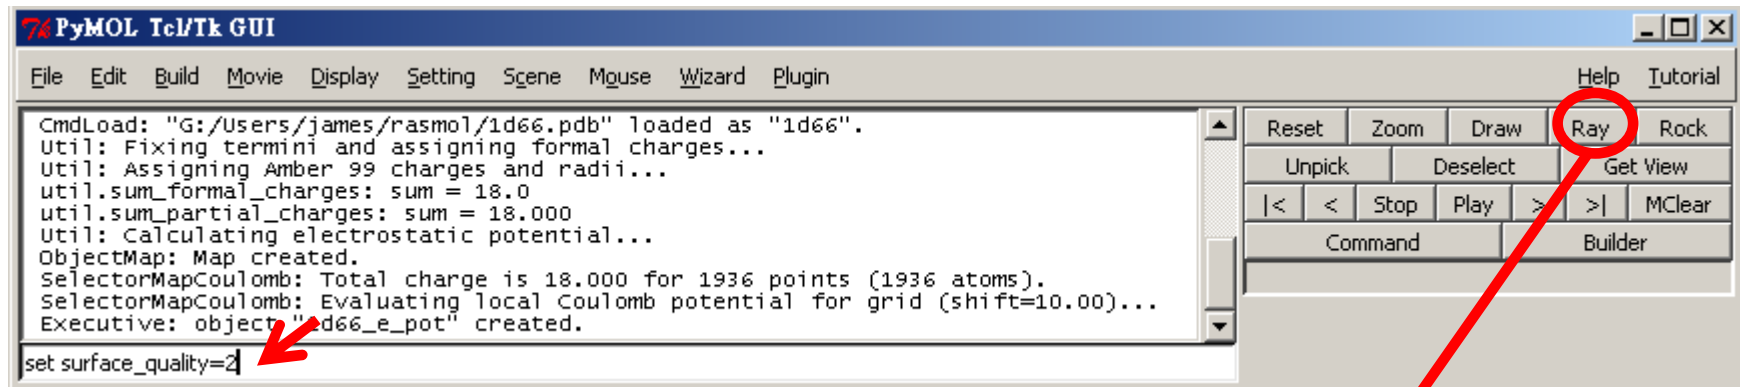 PyMOL Tcl/Tk GUI
File Edit Build Movie Display Setting Scene Mouse Wizard Plugin Help Tutorial
CmdLoad: "G:/Users/james/rasmol/1d66.pdb" loaded as "1d66".
Util: Fixing termini and assigning formal charges...
Util: Assigning Amber 99 charges and radii...
util.sum_formal_charges: sum = 18.0
util.sum_partial_charges: sum = 18.000
Util: Calculating electrostatic potential...
ObjectMap: Map created.
SelectorMapCoulomb: Total charge is 18.000 for 1936 points (1936 atoms).
SelectorMapCoulomb: Evaluating local Coulomb potential for grid (shift=10.00)...
Executive: object "1d66_e_pot" created.
set surface_quality=2
Reset Zoom Draw Ray Rock
Unpick Deselect Get View
|< < Stop Play > >| MClear
Command Builder